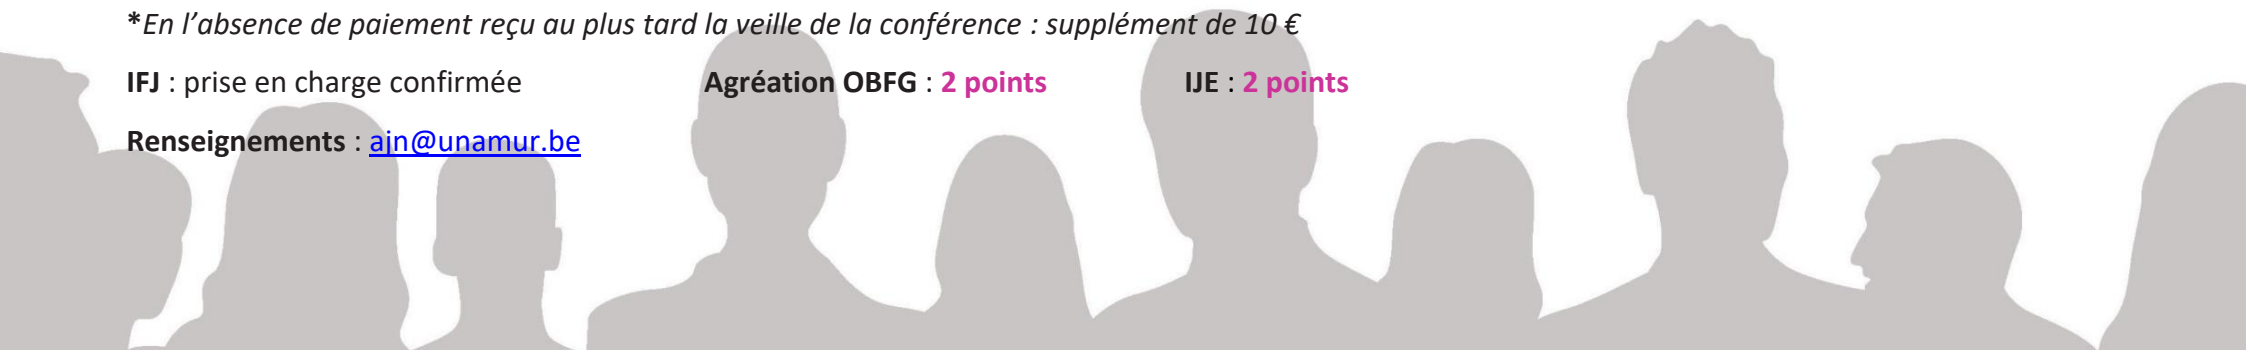 *En l’absence de paiement reçu au plus tard la veille de la conférence : supplément de 10 €
IFJ : prise en charge confirmée Agréation OBFG : 2 points IJE : 2 points
Renseignements : ajn@unamur.be